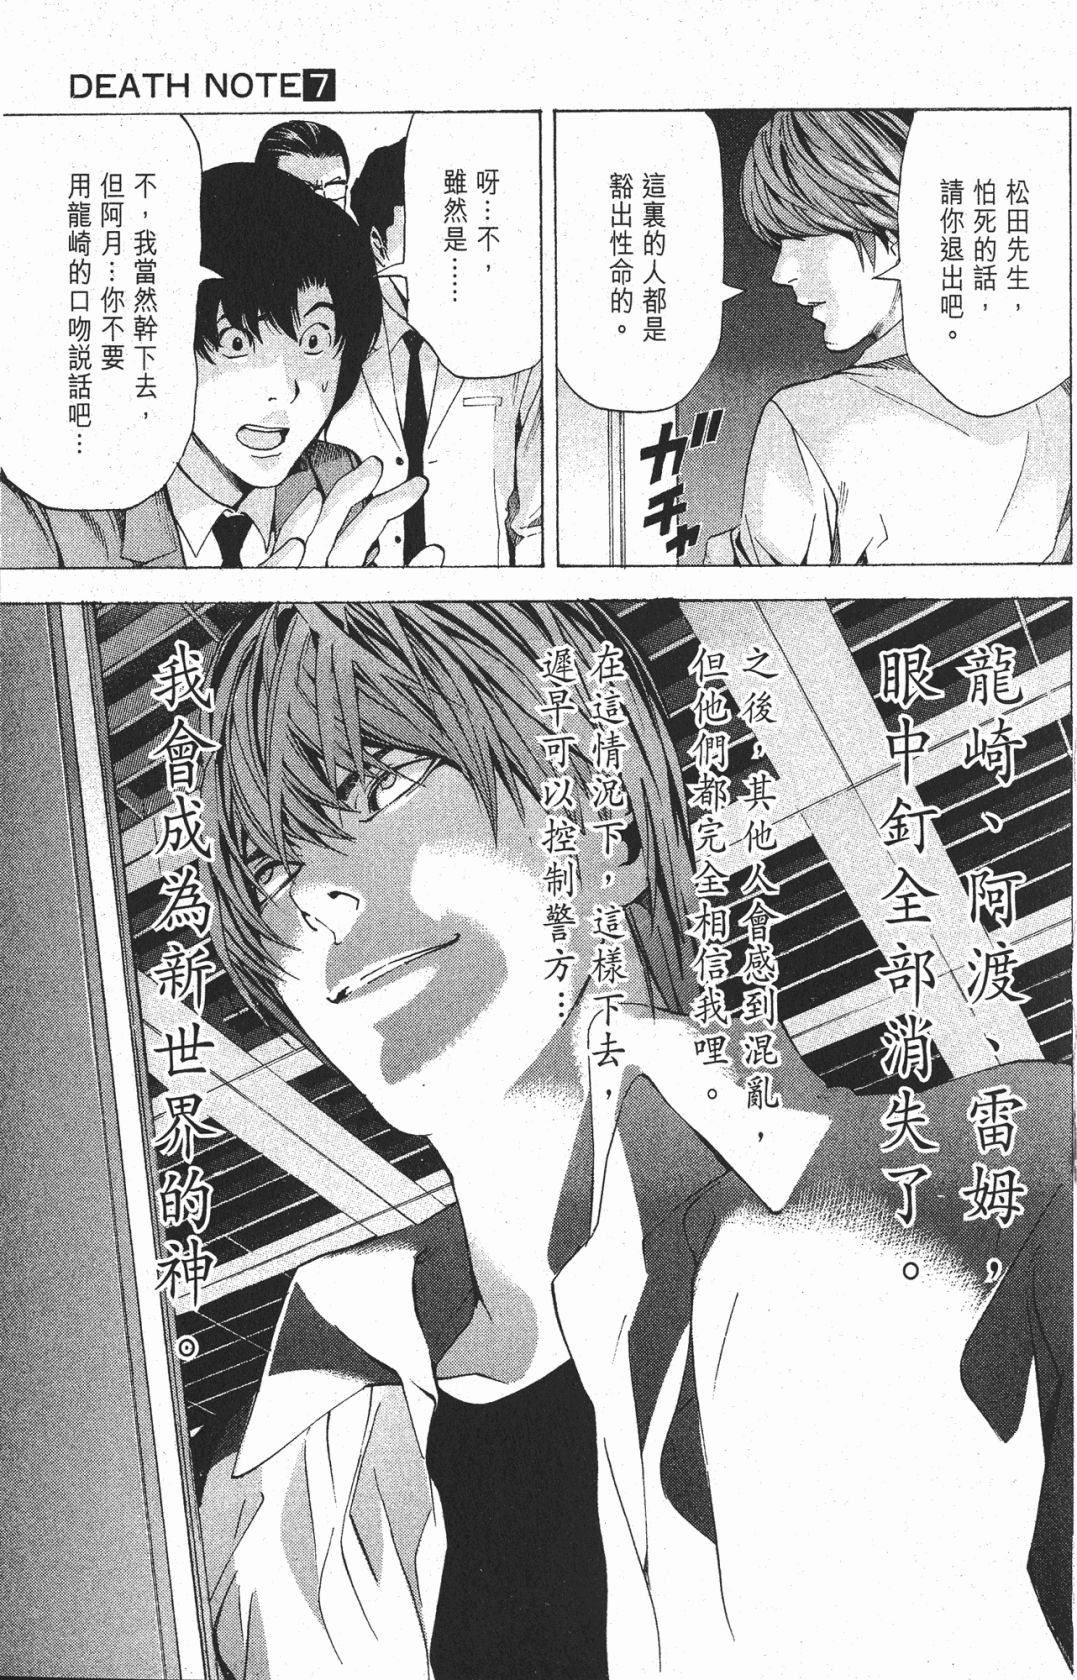 DEATH NOTE 7
松田先生，
怕死的話，
請你退出吧。
這裏的人都是
豁出性命的。
ガチャ
呀…不，
雖然是……
不，我當然幹下去，
但阿月…你不要
用龍崎的口吻説話吧…
龍崎、阿渡、雷姆，
眼中釘全部消失了。
之後，其他人會感到混亂，
但他們都完全相信我哩。
在這情況下，這樣下去，
遲早可以控制警方…
我會成為新世界的神。